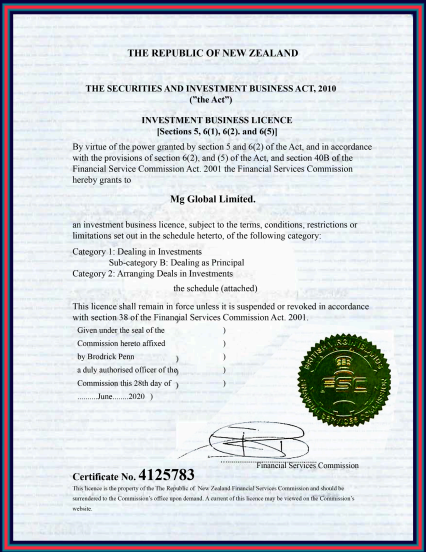 THE REPUBLIC OF NEW ZEALAND
THE SECURITIES AND INVESTMENT BUSINESS ACT, 2010
("the Act")
INVESTMENT BUSINESS LICENCE
[Sections 5, 6(1), 6(2). and 6(5)]
By virtue of the power granted by section 5 and 6(2) of the Act, and in accordance
with the provisions of section 6(2), and (5) of the Act, and section 40B of the
Financial Service Commission Act. 2001 the Financial Services Commission
hereby grants to
Mg Global Limited.
an investment business licence, subject to the terms, conditions, restrictions or
limitations set out in the schedule heterto, of the following category:
Category 1: Dealing in Investments
Sub-category B: Dealing as Principal
Category 2: Arranging Deals in Investments
the schedule (attached)
This licence shall remain in force unless it is suspended or revoked in accordance
with section 38 of the Financial Services Commission Act. 2001.
Given under the seal of the )
Commission hereto affixed )
by Brodrick Penn ) )
a duly authorised officer of the ) )
Commission this 28th day of ) )
..........June........2020 )
Financial Services Commission
Certificate No. 4125783
This licence is the property of the The Republic of New Zealand Financial Services Commission and should be
surrendered to the Commission's office upon demand. A current of this licence may be viewed on the Commission's
website.